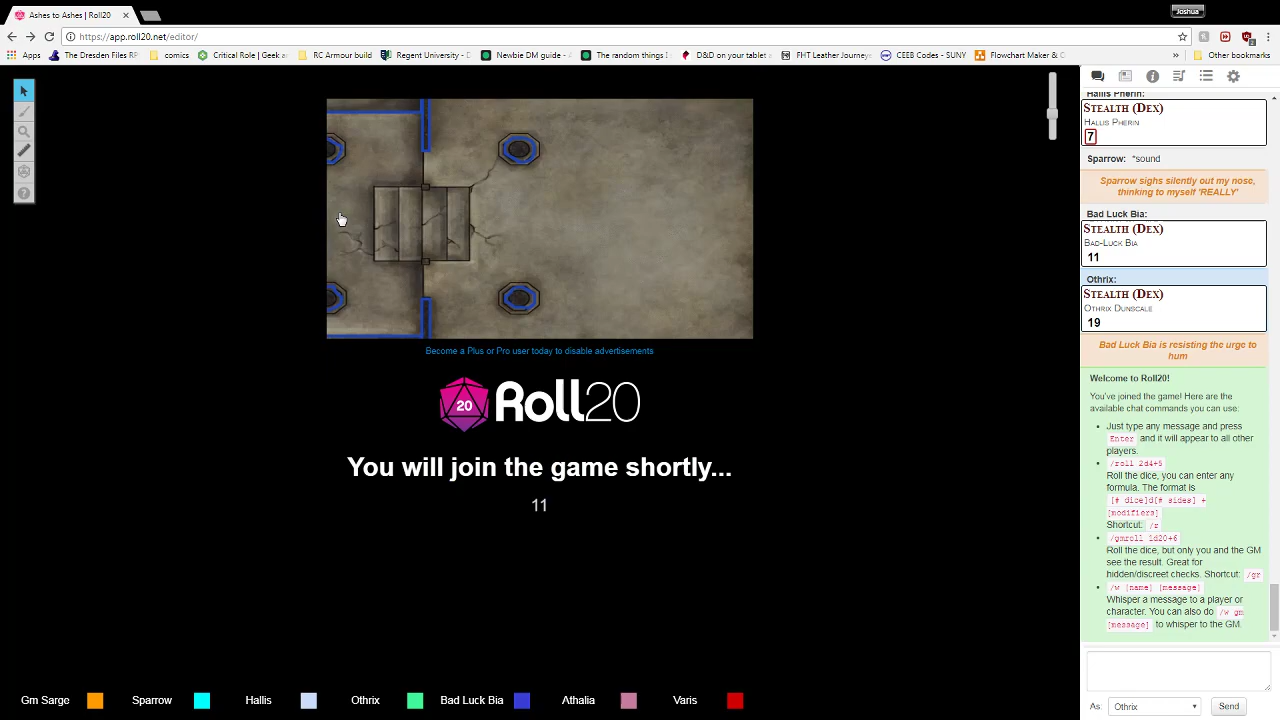 Ashes to Ashes | Roll20
Joshua
https://app.roll20.net/editor/
Apps The Dresden Files RP comics Critical Role | Geek a RC Armour build Regent University - Newbie DM guide - The random things I D&D on your tablet FHT Leather Journeys CEEB Codes - SUNY Flowchart Maker & O » Other bookmarks
Hallis Pherin:
Stealth (Dex)
Hallis Pherin
7
Sparrow: *sound
Sparrow sighs silently out my nose,
thinking to myself 'REALLY'
Bad Luck Bia:
Stealth (Dex)
Bad-Luck Bia
11
Othrix:
Stealth (Dex)
Othrix Dunscale
19
Bad Luck Bia is resisting the urge to
hum
Become a Plus or Pro user today to disable advertisements
20 Roll20
You will join the game shortly...
11
Welcome to Roll20!
You've joined the game! Here are the
available chat commands you can use:
Just type any message and press
Enter and it will appear to all other
players.
/roll 2d4+5
Roll the dice, you can enter any
formula. The format is
[# dice]d[# sides] +
[modifiers]
Shortcut: /r
/gmroll 1d20+6
Roll the dice, but only you and the GM
see the result. Great for
hidden/discreet checks. Shortcut: /gr
/w [name] [message]
Whisper a message to a player or
character. You can also do /w gm
[message] to whisper to the GM.
Gm Sarge Sparrow Hallis Othrix Bad Luck Bia Athalia Varis
As: Othrix Send